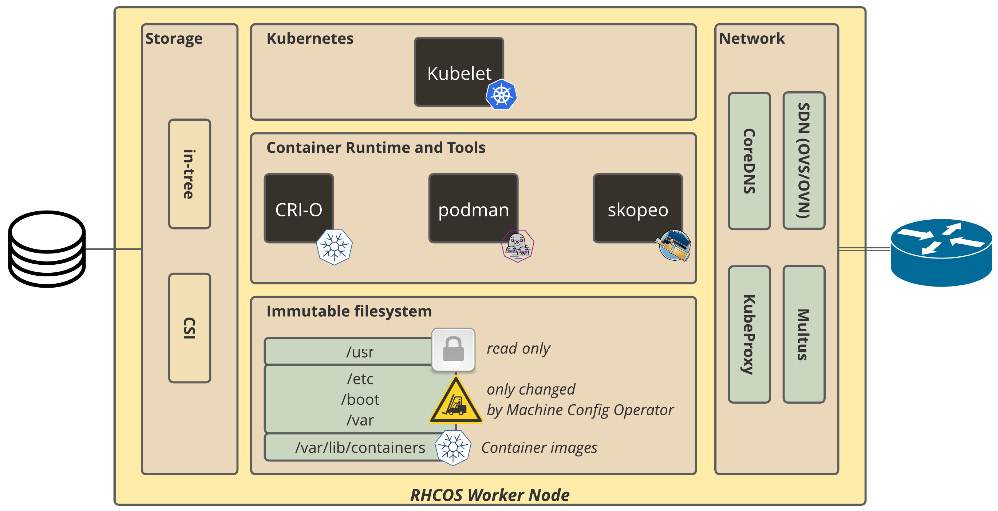 Storage
in-tree
CSI
Kubernetes
Kubelet
Container Runtime and Tools
CRI-O
podman
skopeo
Immutable filesystem
/usr
read only
/etc
/boot
/var
only changed
by Machine Config Operator
/var/lib/containers
Container images
Network
CoreDNS
SDN (OVS/OVN)
KubeProxy
Multus
RHCOS Worker Node